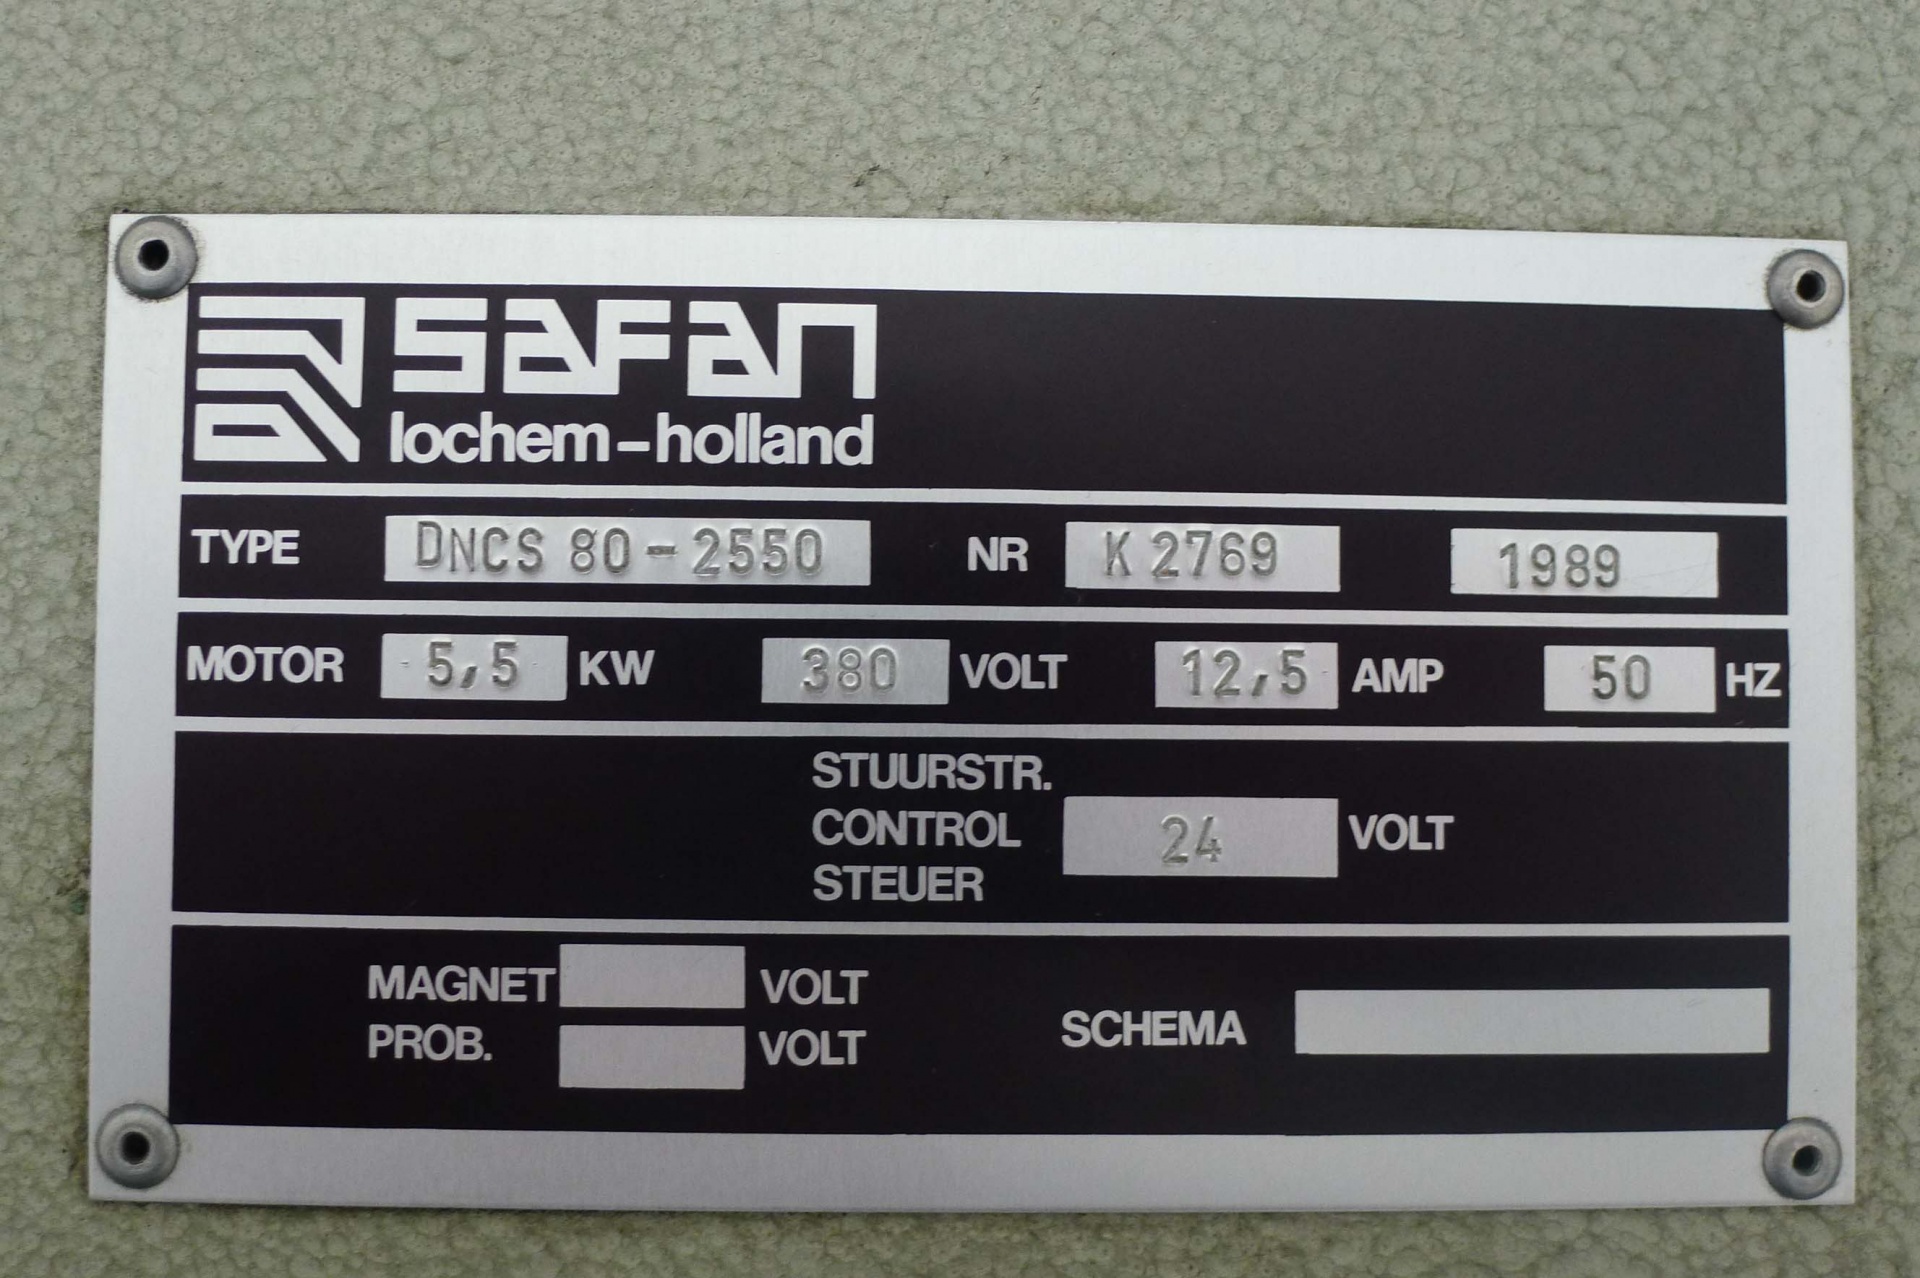 SAFAN
lochem-holland
TYPE DNCS 80-2550 NR K 2769 1989
MOTOR 5,5 KW 380 VOLT 12,5 AMP 50 HZ
STUURSTR.
CONTROL 24 VOLT
STEUER
MAGNET VOLT
PROB. VOLT
SCHEMA